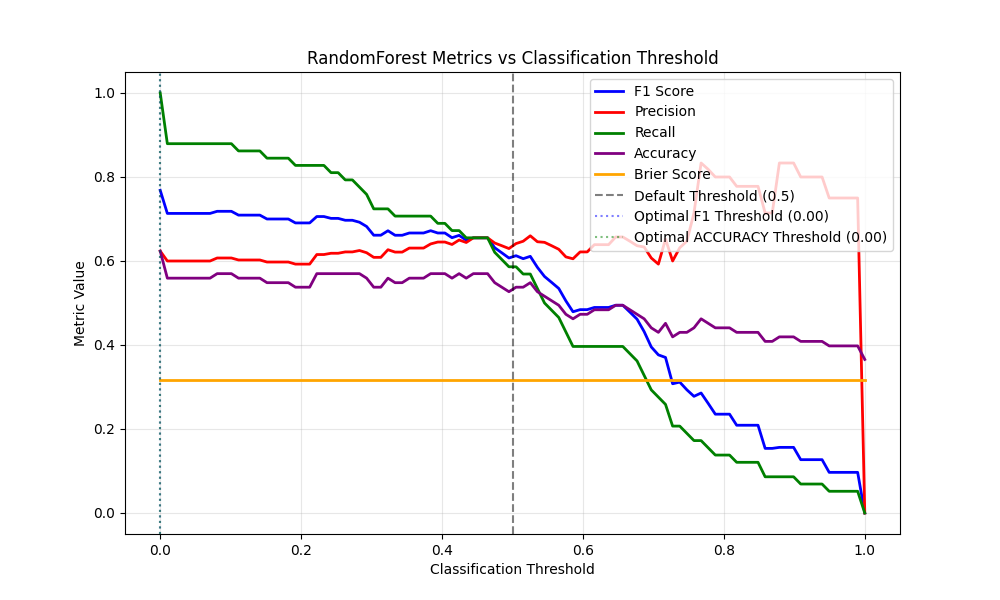 RandomForest Metrics vs Classification Threshold
Metric Value
1.0
0.8
0.6
0.4
0.2
0.0
F1 Score
Precision
Recall
Accuracy
Brier Score
Default Threshold (0.5)
Optimal F1 Threshold (0.00)
Optimal ACCURACY Threshold (0.00)
0.0 0.2 0.4 0.6 0.8 1.0
Classification Threshold